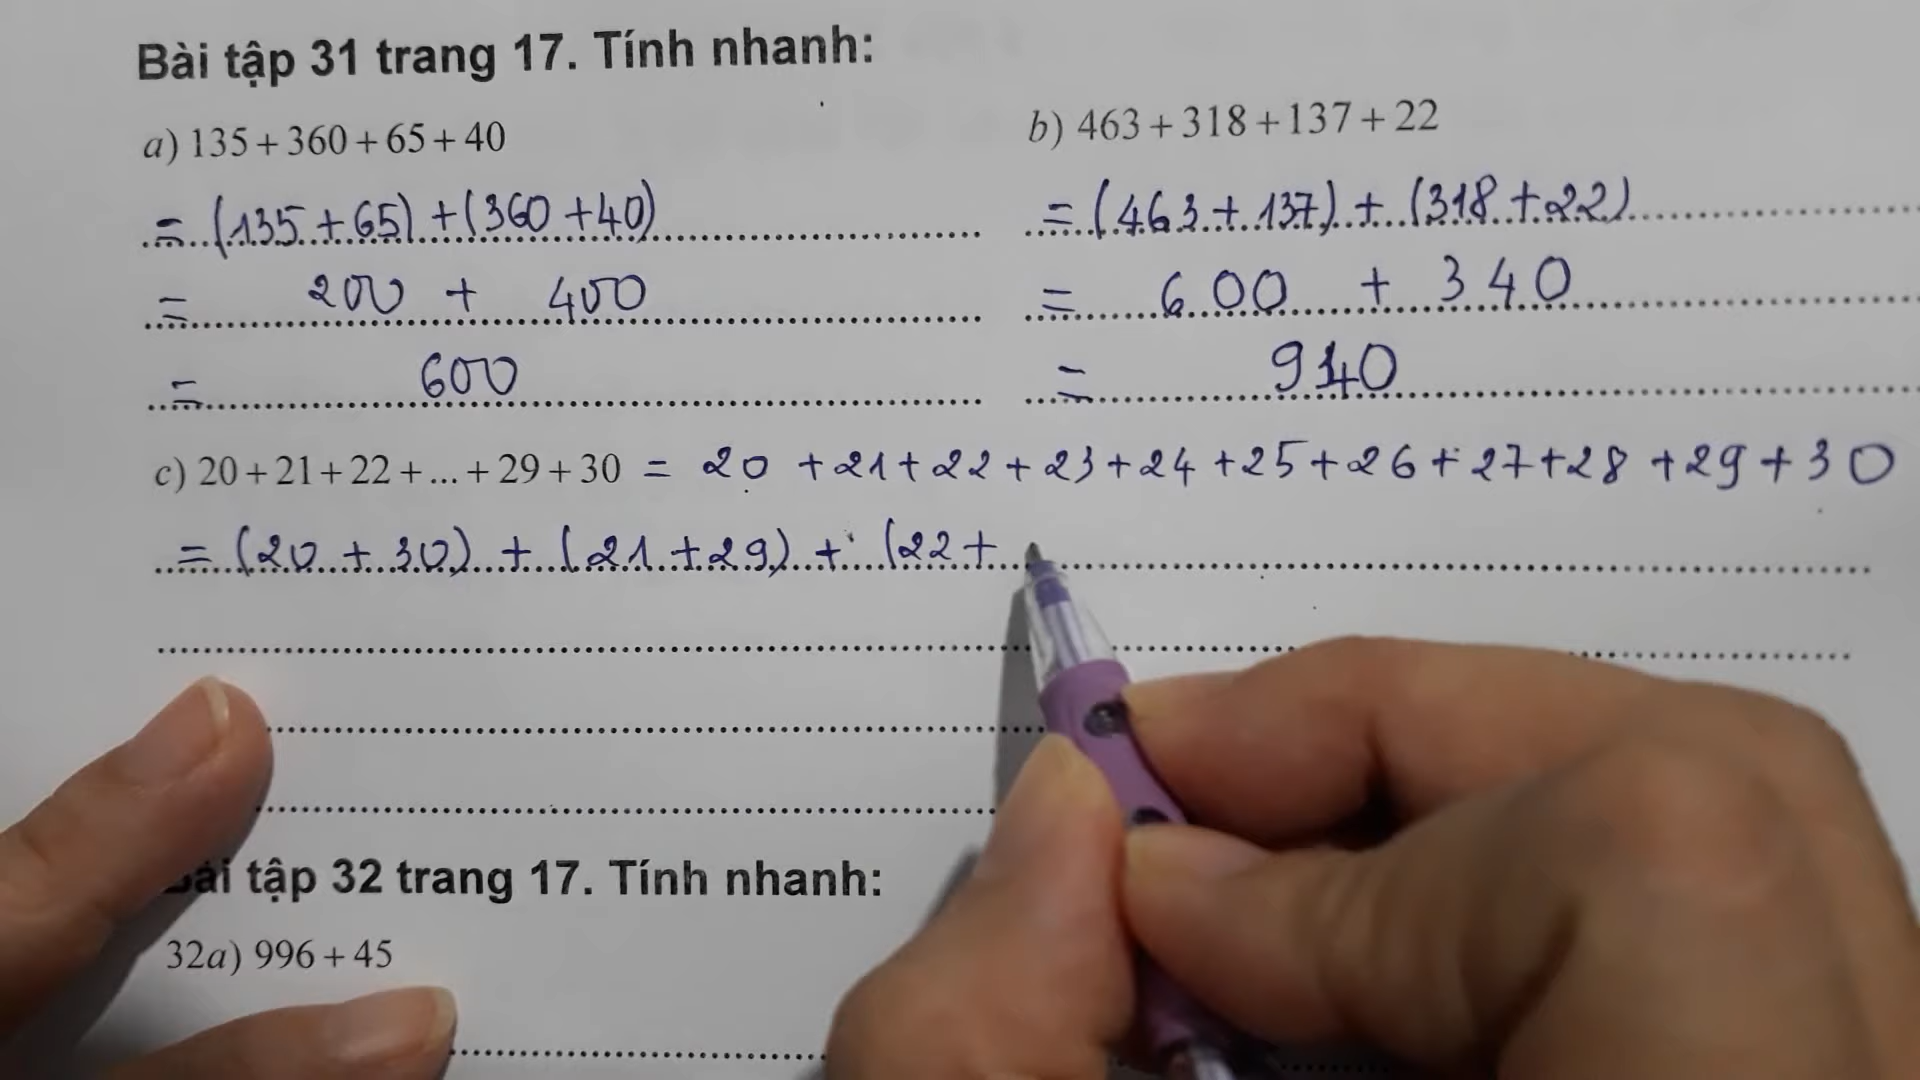 Bài tập 31 trang 17. Tính nhanh:
a) 135 + 360 + 65 + 40
= (135 + 65) + (360 + 40)
= 200 + 400
= 600
b) 463 + 318 + 137 + 22
= (463 + 137) + (318 + 22)
= 600 + 340
= 940
c) 20 + 21 + 22 + ... + 29 + 30 = 20 + 21 + 22 + 23 + 24 + 25 + 26 + 27 + 28 + 29 + 30
= (20 + 30) + (21 + 29) + (22 +
Bài tập 32 trang 17. Tính nhanh:
32a) 996 + 45